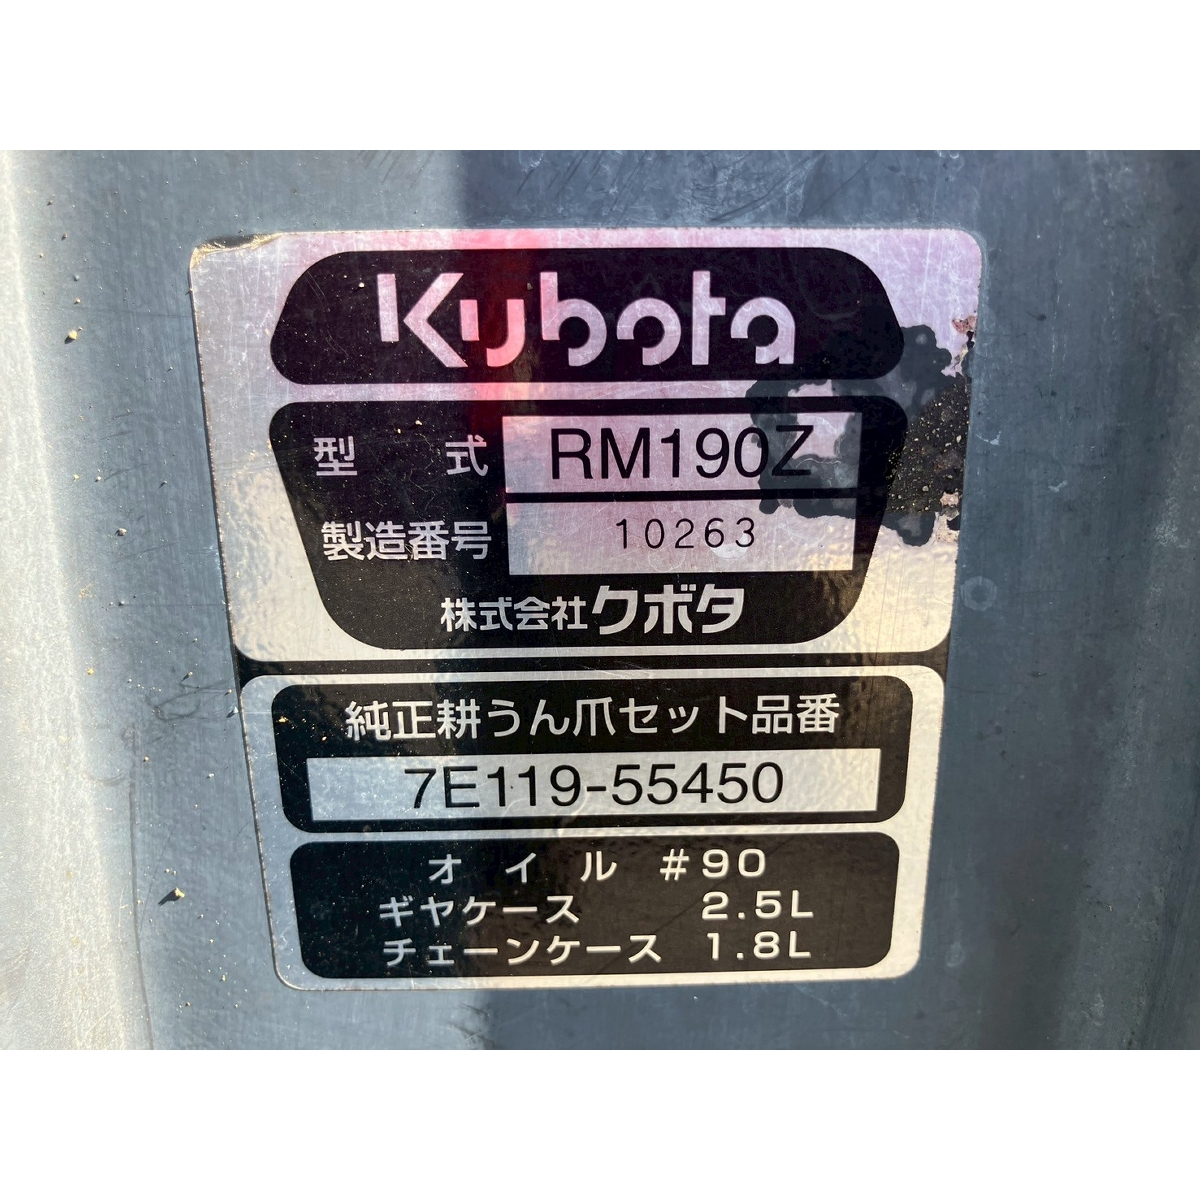 Kubota
型式 RM190Z
製造番号 10263
株式会社クボタ
純正耕うん爪セット品番
7E119-55450
オイル #90
ギヤケース 2.5L
チェーンケース 1.8L